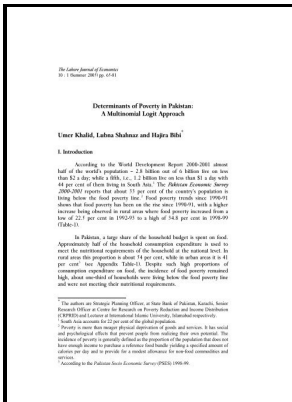 The Lahore Journal of Economics
10 : 1 (Summer 2005) pp. 65-81
Determinants of Poverty in Pakistan:
A Multinomial Logit Approach
Umer Khalid, Lubna Shahnaz and Hajira Bibi*
I. Introduction
According to the World Development Report 2000-2001 almost
half of the world's population – 2.8 billion out of 6 billion live on less
than $2 a day; while a fifth, i.e., 1.2 billion live on less than $1 a day with
44 per cent of them living in South Asia.¹ The Pakistan Economic Survey
2000-2001 reports that about 33 per cent of the country's population is
living below the food poverty line.² Food poverty trends since 1990-91
shows that food poverty has been on the rise since 1990-91, with a higher
increase being observed in rural areas where food poverty increased from a
low of 22.5 per cent in 1992-93 to a high of 34.8 per cent in 1998-99
(Table-1).
In Pakistan, a large share of the household budget is spent on food.
Approximately half of the household consumption expenditure is used to
meet the nutritional requirements of the household at the national level. In
rural areas this proportion is about 54 per cent, while in urban areas it is 41
per cent³ (see Appendix Table-1). Despite such high proportions of
consumption expenditure on food, the incidence of food poverty remained
high, about one-third of households were living below the food poverty line
and were not meeting their nutritional requirements.
* The authors are Strategic Planning Officer, at State Bank of Pakistan, Karachi, Senior
Research Officer at Centre for Research on Poverty Reduction and Income Distribution
(CRPRID) and Lecturer at International Islamic University, Islamabad respectively.
¹ South Asia accounts for 22 per cent of the global population.
² Poverty is more than meager physical deprivation of goods and services. It has social
and psychological effects that prevent people from realizing their own potential. The
incidence of poverty is generally defined as the proportion of the population that does not
have enough income to purchase a reference food bundle yielding a specified amount of
calories per day and to provide for a modest allowance for non-food commodities and
services.
³ According to the Pakistan Socio Economic Survey (PSES) 1998-99.